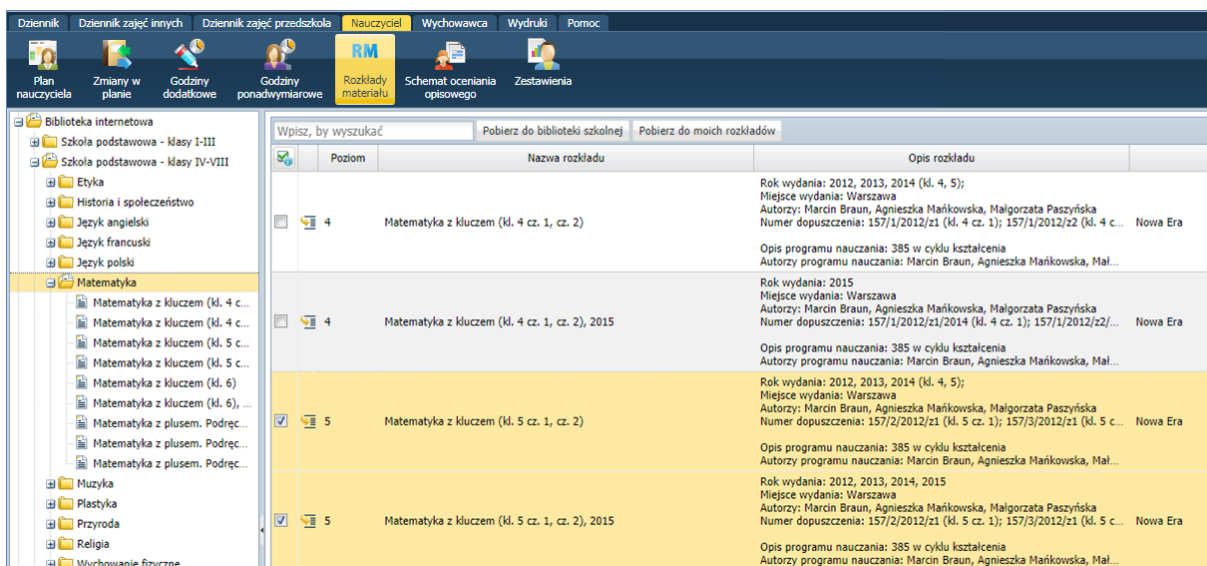 Dziennik Dziennik zajęć innych Dziennik zajęć przedszkola Nauczyciel Wychowawca Wydruki Pomoc
RM
Plan nauczyciela
Zmiany w planie
Godziny dodatkowe
Godziny ponadwymiarowe
Rozkłady materiału
Schemat oceniania opisowego
Zestawienia
Biblioteka internetowa
Szkoła podstawowa - klasy I-III
Szkoła podstawowa - klasy IV-VIII
Etyka
Historia i społeczeństwo
Język angielski
Język francuski
Język polski
Matematyka
Matematyka z kluczem (kl. 4 c...
Matematyka z kluczem (kl. 4 c...
Matematyka z kluczem (kl. 5 c...
Matematyka z kluczem (kl. 5 c...
Matematyka z kluczem (kl. 6)
Matematyka z kluczem (kl. 6), ...
Matematyka z plusem. Podręc...
Matematyka z plusem. Podręc...
Matematyka z plusem. Podręc...
Muzyka
Plastyka
Przyroda
Religia
Wychowanie fizyczne
Wpisz, by wyszukać Pobierz do biblioteki szkolnej Pobierz do moich rozkładów
Poziom Nazwa rozkładu Opis rozkładu
4 Matematyka z kluczem (kl. 4 cz. 1, cz. 2)
Rok wydania: 2012, 2013, 2014 (kl. 4, 5);
Miejsce wydania: Warszawa
Autorzy: Marcin Braun, Agnieszka Mańkowska, Małgorzata Paszyńska
Numer dopuszczenia: 157/1/2012/z1 (kl. 4 cz. 1); 157/1/2012/z2 (kl. 4 c... Nowa Era
Opis programu nauczania: 385 w cyklu kształcenia
Autorzy programu nauczania: Marcin Braun, Agnieszka Mańkowska, Mał...
4 Matematyka z kluczem (kl. 4 cz. 1, cz. 2), 2015
Rok wydania: 2015
Miejsce wydania: Warszawa
Autorzy: Marcin Braun, Agnieszka Mańkowska, Małgorzata Paszyńska
Numer dopuszczenia: 157/1/2012/z1/2014 (kl. 4 cz. 1); 157/1/2012/z2/... Nowa Era
Opis programu nauczania: 385 w cyklu kształcenia
Autorzy programu nauczania: Marcin Braun, Agnieszka Mańkowska, Mał...
5 Matematyka z kluczem (kl. 5 cz. 1, cz. 2)
Rok wydania: 2012, 2013, 2014 (kl. 4, 5);
Miejsce wydania: Warszawa
Autorzy: Marcin Braun, Agnieszka Mańkowska, Małgorzata Paszyńska
Numer dopuszczenia: 157/2/2012/z1 (kl. 5 cz. 1); 157/3/2012/z1 (kl. 5 c... Nowa Era
Opis programu nauczania: 385 w cyklu kształcenia
Autorzy programu nauczania: Marcin Braun, Agnieszka Mańkowska, Mał...
5 Matematyka z kluczem (kl. 5 cz. 1, cz. 2), 2015
Rok wydania: 2012, 2013, 2014, 2015
Miejsce wydania: Warszawa
Autorzy: Marcin Braun, Agnieszka Mańkowska, Małgorzata Paszyńska
Numer dopuszczenia: 157/2/2012/z1 (kl. 5 cz. 1); 157/3/2012/z1 (kl. 5 c... Nowa Era
Opis programu nauczania: 385 w cyklu kształcenia
Autorzy programu nauczania: Marcin Braun, Agnieszka Mańkowska, Mał...